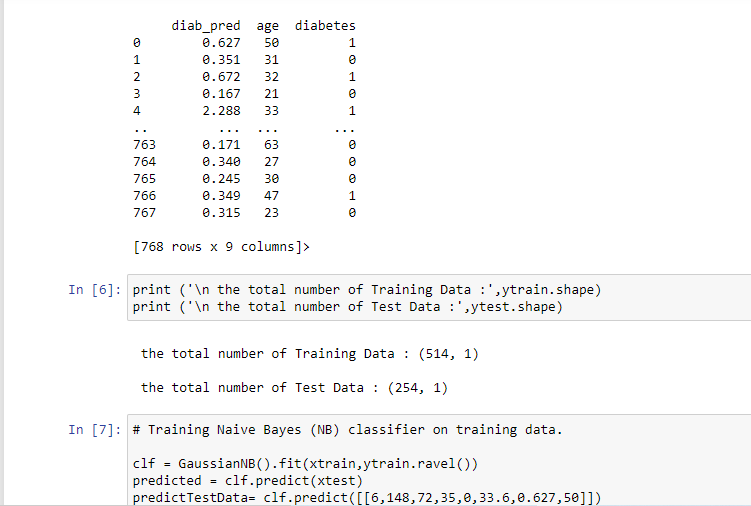 diab_pred age diabetes
0 0.627 50 1
1 0.351 31 0
2 0.672 32 1
3 0.167 21 0
4 2.288 33 1
.. ... ... ...
763 0.171 63 0
764 0.340 27 0
765 0.245 30 0
766 0.349 47 1
767 0.315 23 0
[768 rows x 9 columns]>
In [6]: print ('\n the total number of Training Data :',ytrain.shape)
print ('\n the total number of Test Data :',ytest.shape)
the total number of Training Data : (514, 1)
the total number of Test Data : (254, 1)
In [7]: # Training Naive Bayes (NB) classifier on training data.
clf = GaussianNB().fit(xtrain,ytrain.ravel())
predicted = clf.predict(xtest)
predictTestData= clf.predict([[6,148,72,35,0,33.6,0.627,50]])